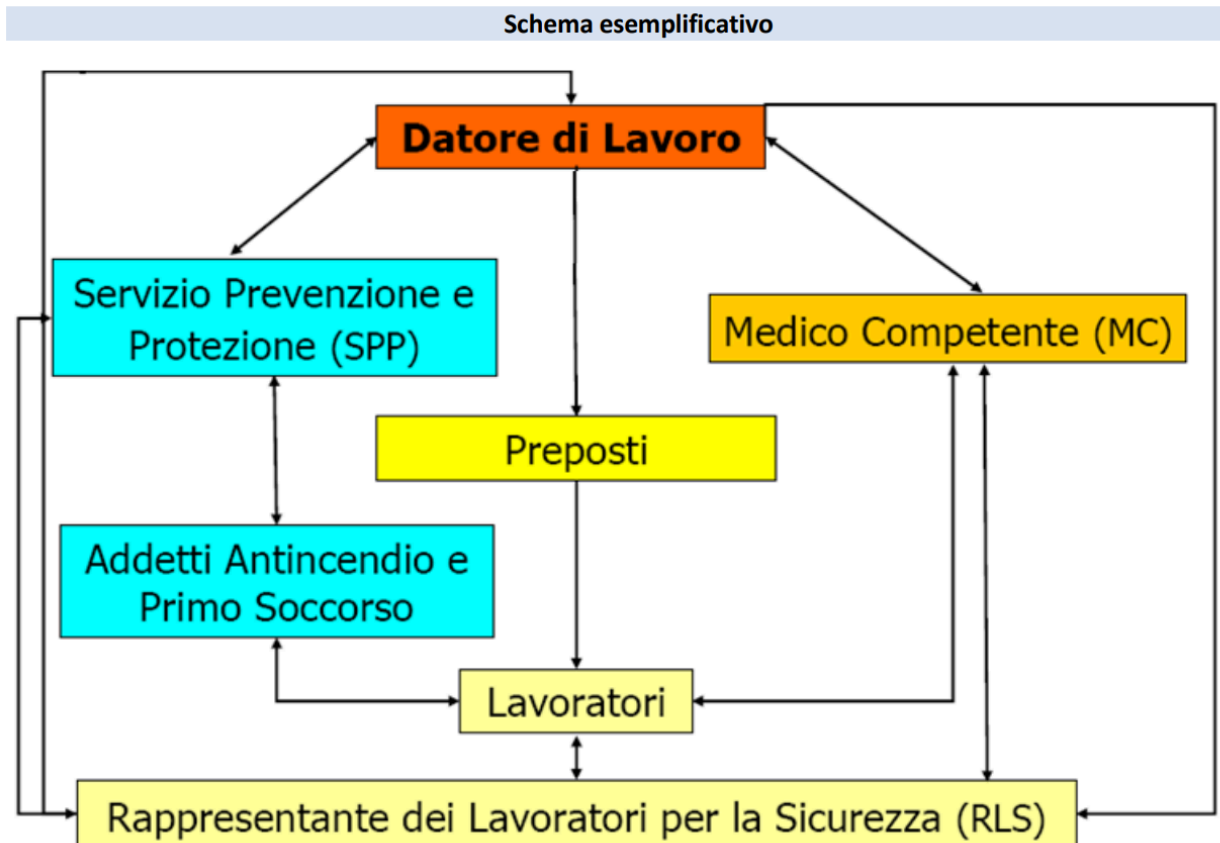 Schema esemplificativo
Datore di Lavoro
Servizio Prevenzione e
Protezione (SPP)
Medico Competente (MC)
Preposti
Addetti Antincendio e
Primo Soccorso
Lavoratori
Rappresentante dei Lavoratori per la Sicurezza (RLS)